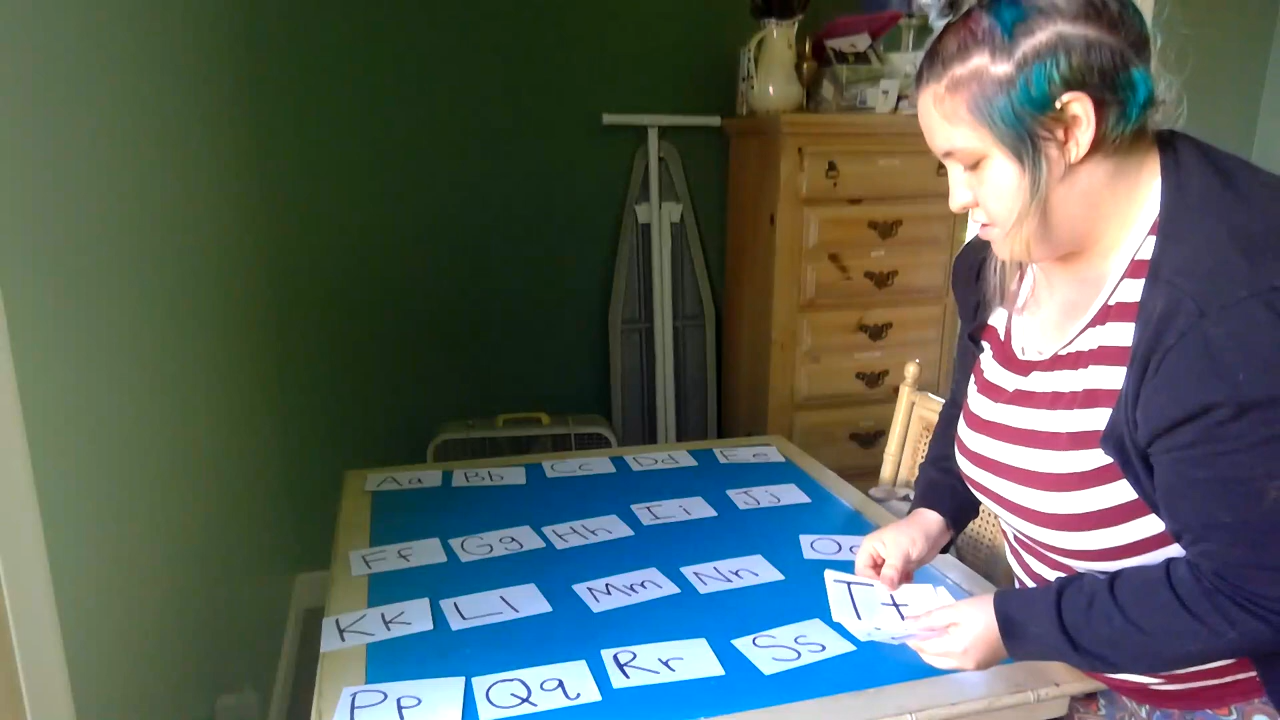 Aa Bb Cc Dd Ee
Ff Gg Hh Ii Jj
Kk Ll Mm Nn Oo
Pp Qq Rr Ss Tt